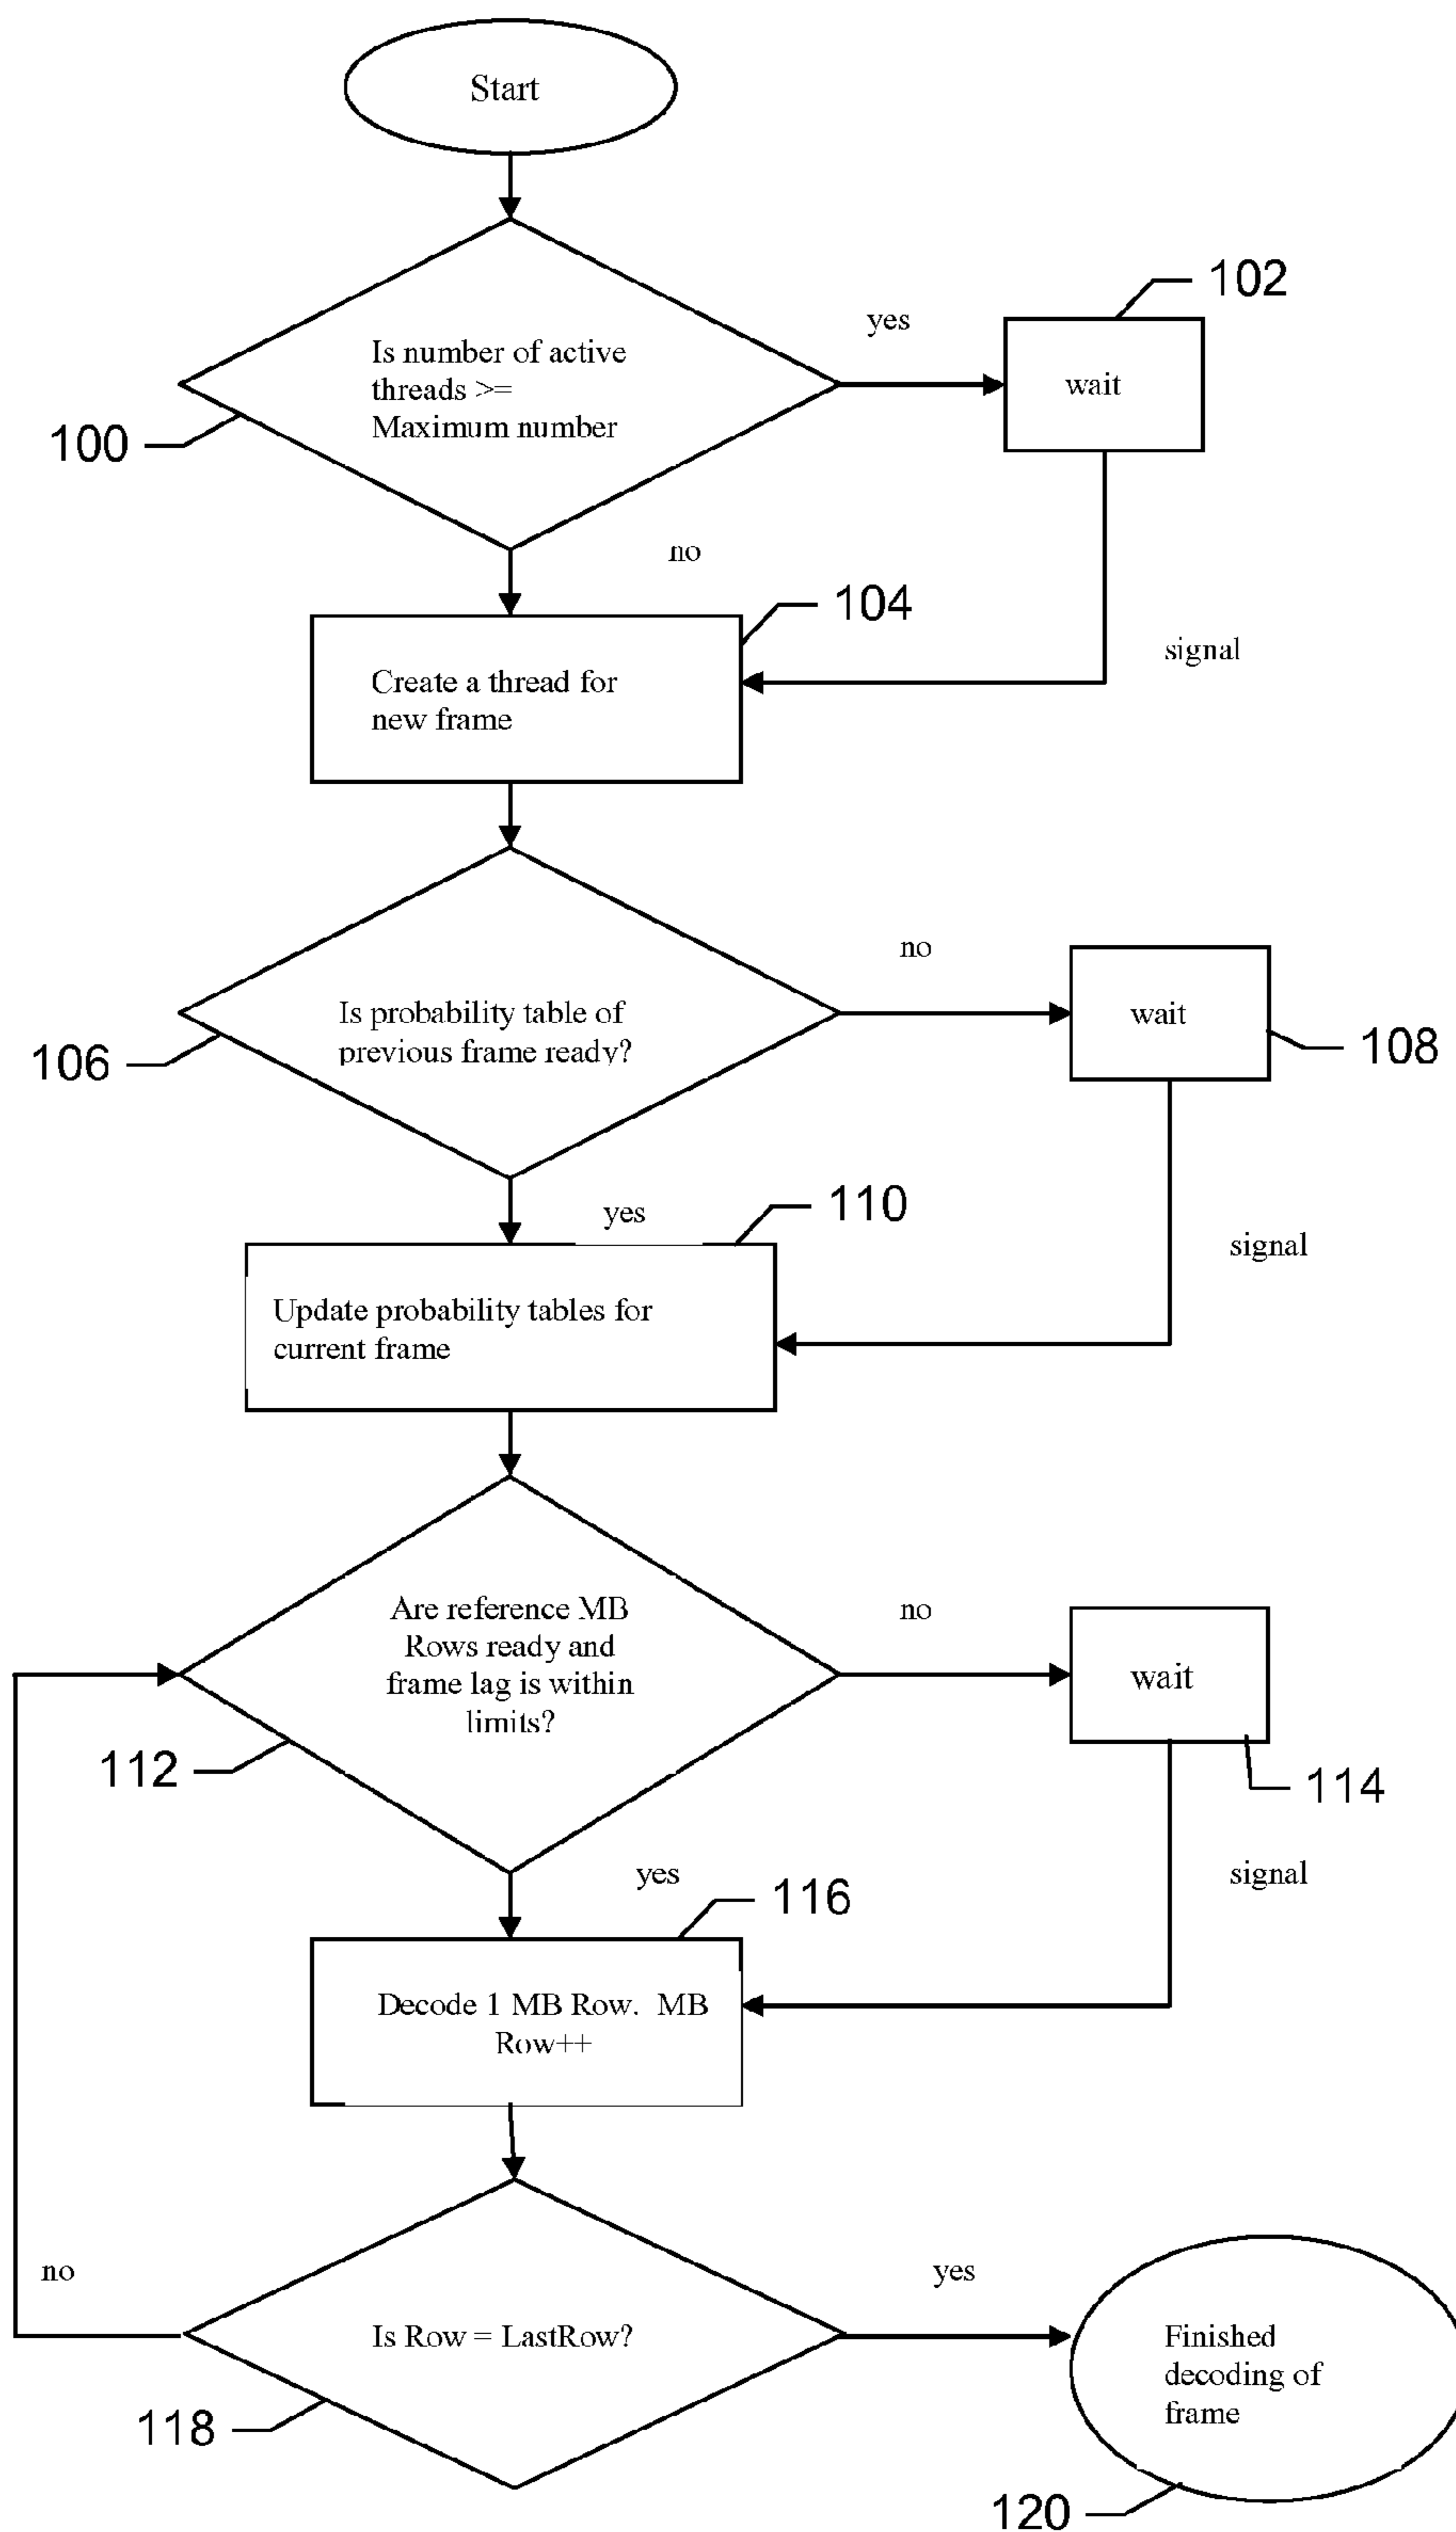 Start
102
yes
Is number of active
threads >=
Maximum number
wait
100
no
104
signal
Create a thread for
new frame
no
Is probability table of
previous frame ready?
wait
106
108
110
yes
signal
Update probability tables for
current frame
Are reference MB
Rows ready and
frame lag is within
limits?
no
wait
112
114
yes
signal
116
Decode 1 MB Row. MB
Row++
no
yes
Is Row = LastRow?
Finished
decoding of
frame
118
120